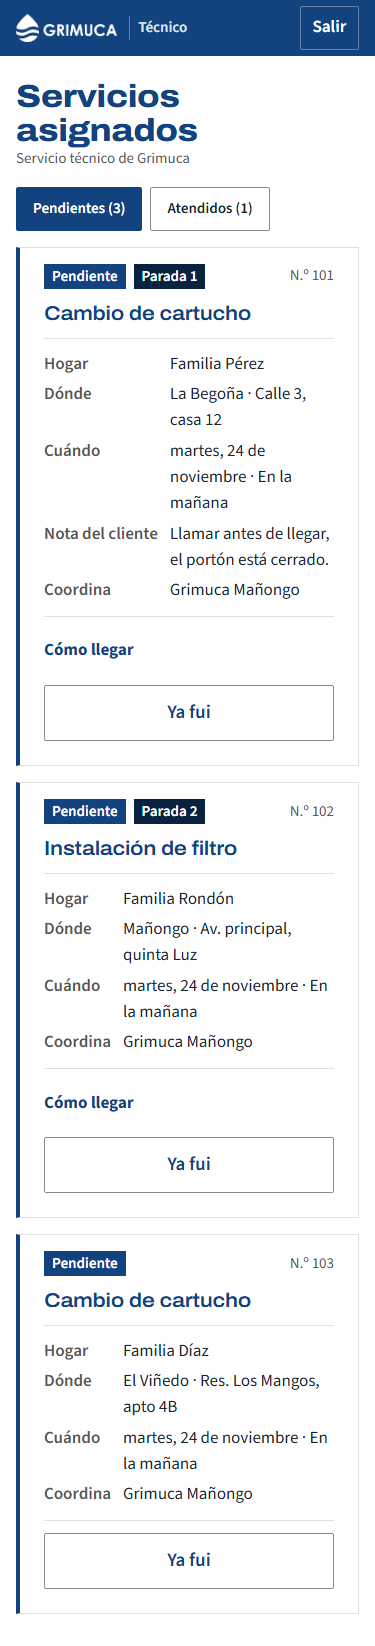 GRIMUCA Técnico Salir
Servicios
asignados
Servicio técnico de Grimuca
Pendientes (3) Atendidos (1)
Pendiente Parada 1 N.º 101
Cambio de cartucho
Hogar Familia Pérez
Dónde La Begoña · Calle 3,
casa 12
Cuándo martes, 24 de
noviembre · En la
mañana
Nota del cliente Llamar antes de llegar,
el portón está cerrado.
Coordina Grimuca Mañongo
Cómo llegar
Ya fui
Pendiente Parada 2 N.º 102
Instalación de filtro
Hogar Familia Rondón
Dónde Mañongo · Av. principal,
quinta Luz
Cuándo martes, 24 de noviembre · En
la mañana
Coordina Grimuca Mañongo
Cómo llegar
Ya fui
Pendiente N.º 103
Cambio de cartucho
Hogar Familia Díaz
Dónde El Viñedo · Res. Los Mangos,
apto 4B
Cuándo martes, 24 de noviembre · En
la mañana
Coordina Grimuca Mañongo
Ya fui